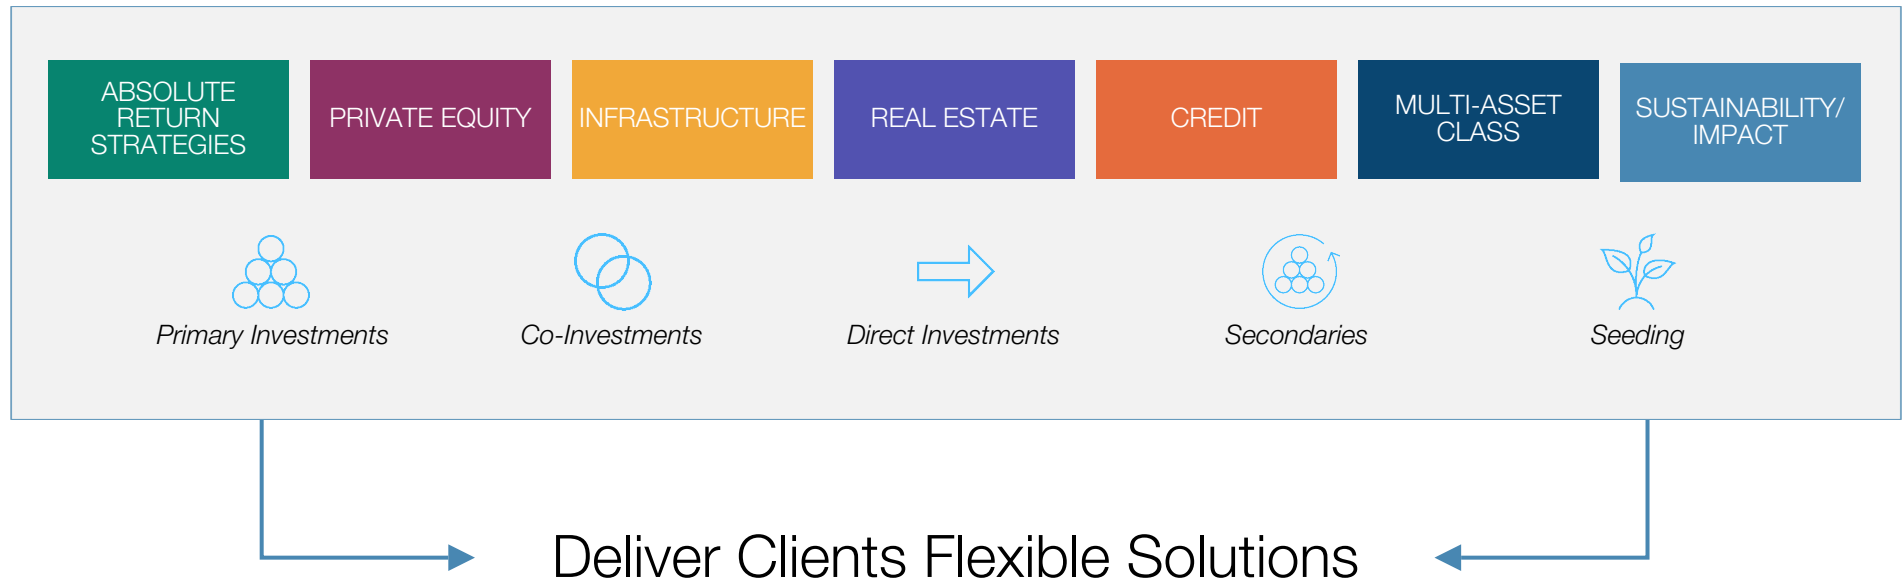 ABSOLUTE
RETURN
STRATEGIES
PRIVATE EQUITY
INFRASTRUCTURE
REAL ESTATE
CREDIT
MULTI-ASSET
CLASS
SUSTAINABILITY/
IMPACT
Primary Investments
Co-Investments
Direct Investments
Secondaries
Seeding
Deliver Clients Flexible Solutions